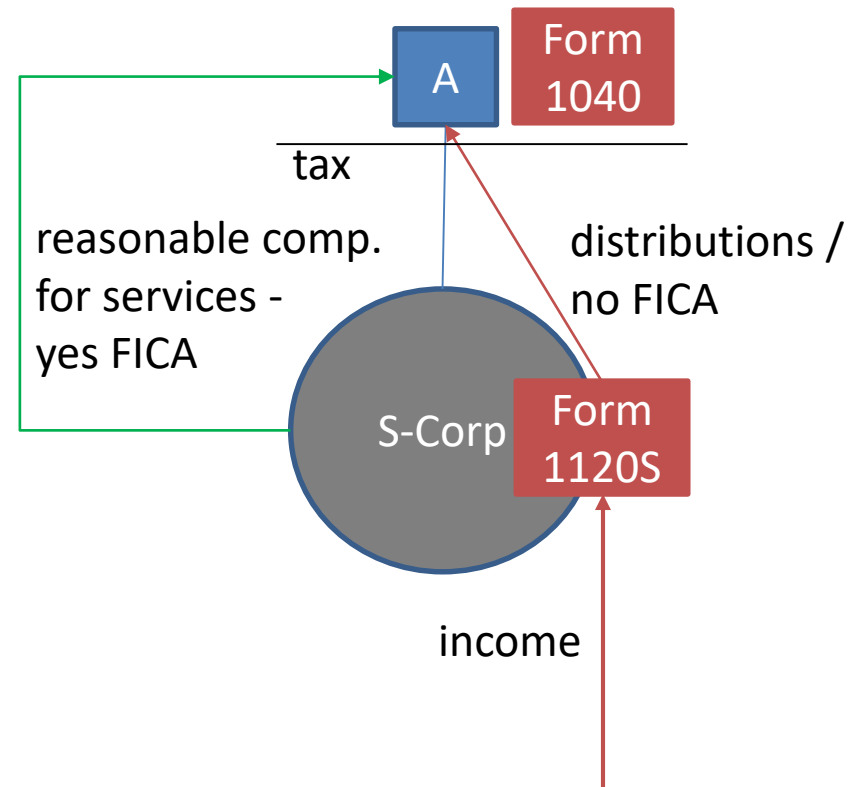 A
Form
1040
tax
reasonable comp.
for services -
yes FICA
distributions /
no FICA
S-Corp
Form
1120S
income